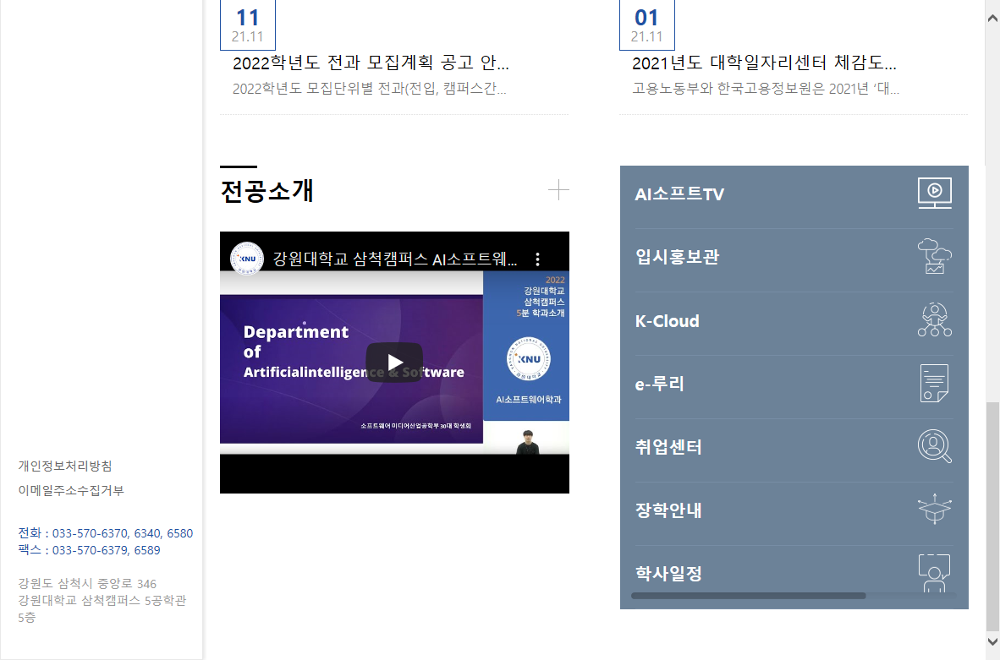 11
21.11
2022학년도 전과 모집계획 공고 안...
2022학년도 모집단위별 전과(전입, 캠퍼스간...
01
21.11
2021년도 대학일자리센터 체감도...
고용노동부와 한국고용정보원은 2021년 ‘대...
전공소개
KNU
강원대학교 삼척캠퍼스 AI소프트웨...
Department
of
Artificialintelligence & Software
소프트웨어 미디어산업공학부 30대 학생회
2022
강원대학교
삼척캠퍼스
5분 학과소개
KNU
AI소프트웨어학과
AI소프트TV
입시홍보관
K-Cloud
e-루리
취업센터
장학안내
학사일정
개인정보처리방침
이메일주소수집거부
전화 : 033-570-6370, 6340, 6580
팩스 : 033-570-6379, 6589
강원도 삼척시 중앙로 346
강원대학교 삼척캠퍼스 5공학관
5층